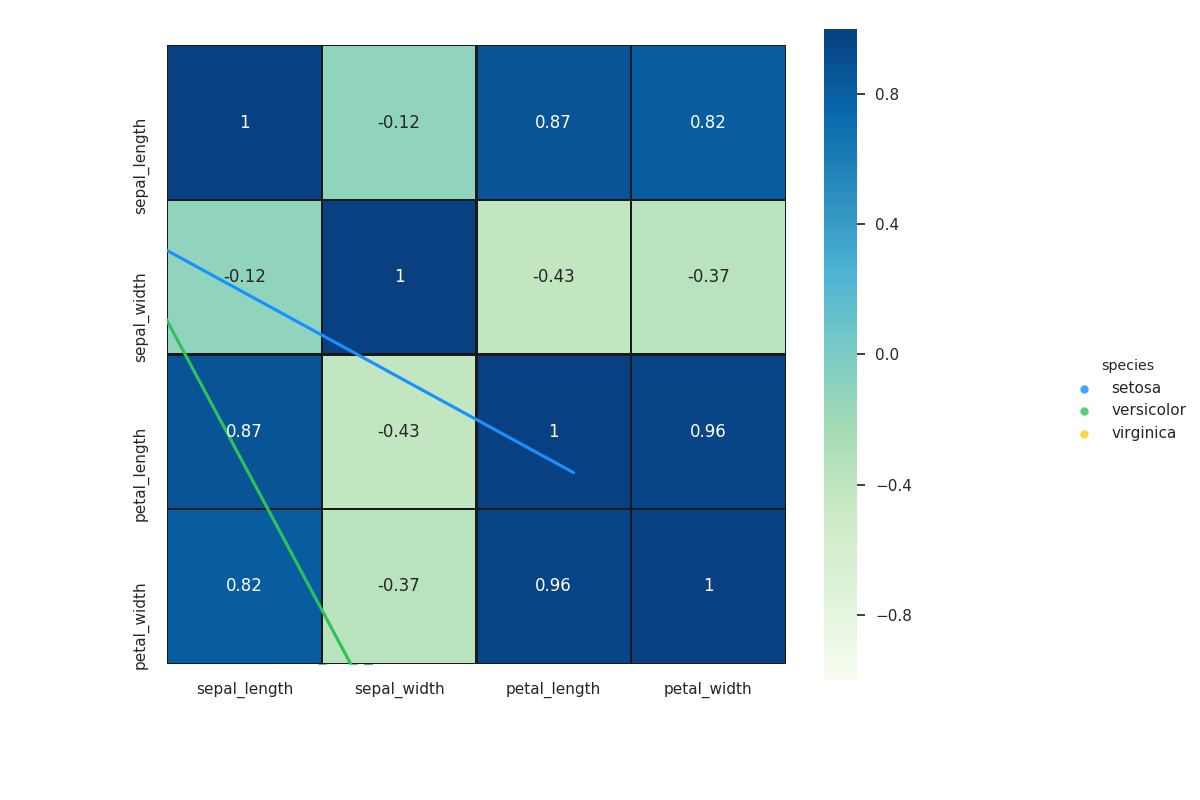 sepal_length 1 -0.12 0.87 0.82
sepal_width -0.12 1 -0.43 -0.37
petal_length 0.87 -0.43 1 0.96
petal_width 0.82 -0.37 0.96 1
sepal_length sepal_width petal_length petal_width
0.8
0.4
0.0
−0.4
−0.8
species
setosa
versicolor
virginica